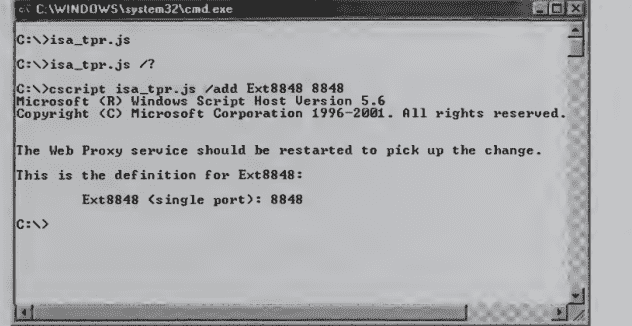 C:\WINDOWS\system32\cmd.exe
C:\>isa_tpr.js
C:\>isa_tpr.js /?
C:\>cscript isa_tpr.js /add Ext8848 8848
Microsoft (R) Windows Script Host Version 5.6
Copyright (C) Microsoft Corporation 1996-2001. All rights reserved.
The Web Proxy service should be restarted to pick up the change.
This is the definition for Ext8848:
Ext8848 (single port): 8848
C:\>